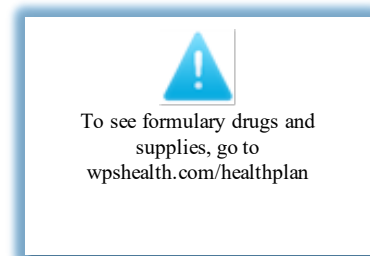 To see formulary drugs and
supplies, go to
wpshealth.com/healthplan